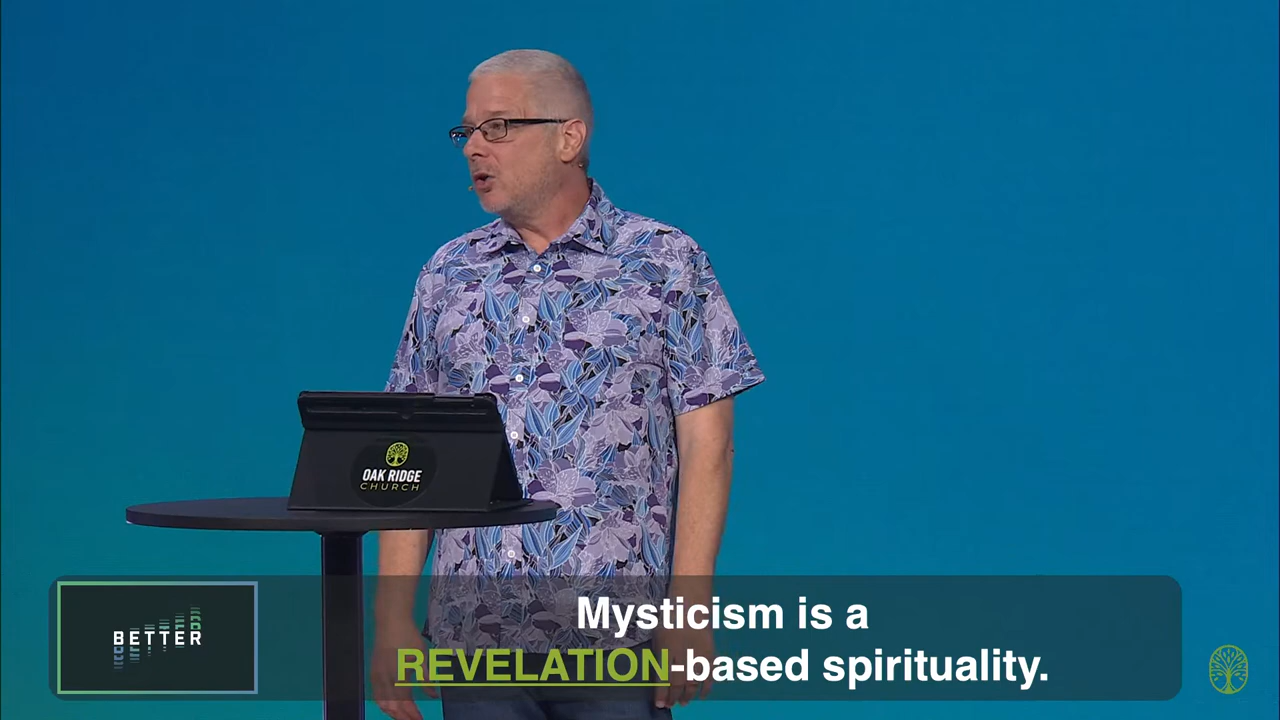 OAK RIDGE
CHURCH
BETTER
Mysticism is a
REVELATION-based spirituality.